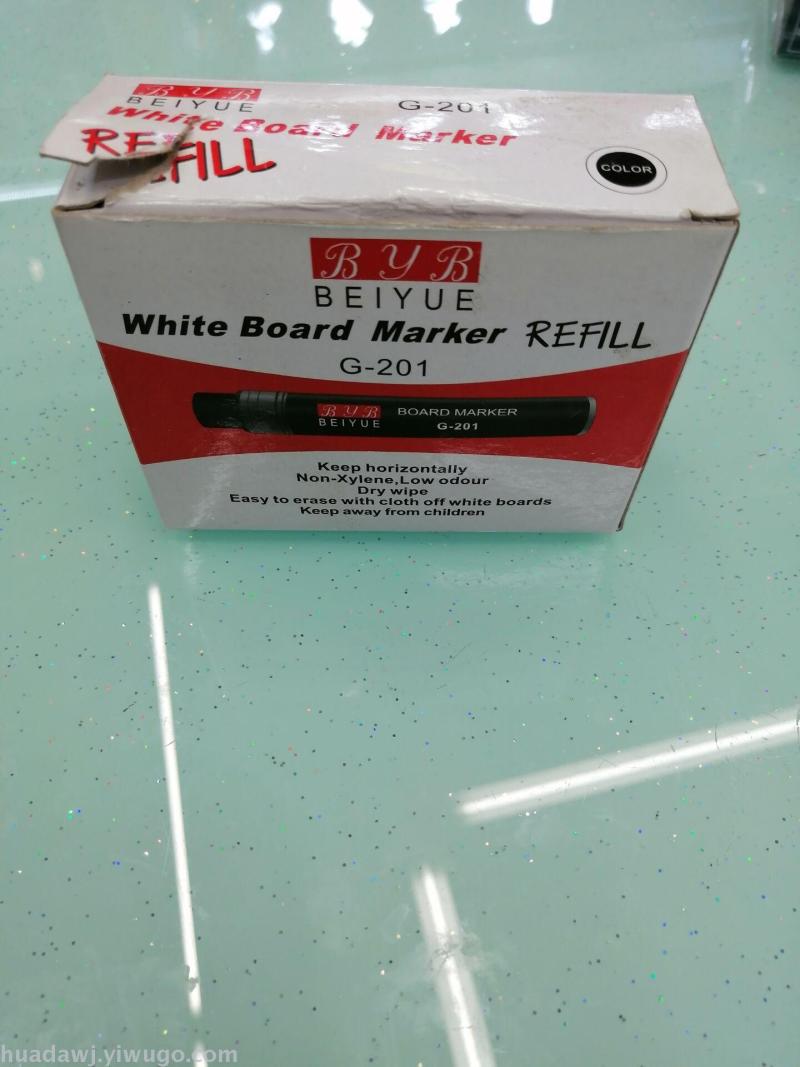 BYB
BEIYUE
G-201
White Board Marker
REFILL
COLOR
BYB
BEIYUE
White Board Marker REFILL
G-201
BYB
BEIYUE
BOARD MARKER
G-201
Keep horizontally
Non-Xylene,Low odour
Dry wipe
Easy to erase with cloth off white boards
Keep away from children
huadawj.yiwugo.com